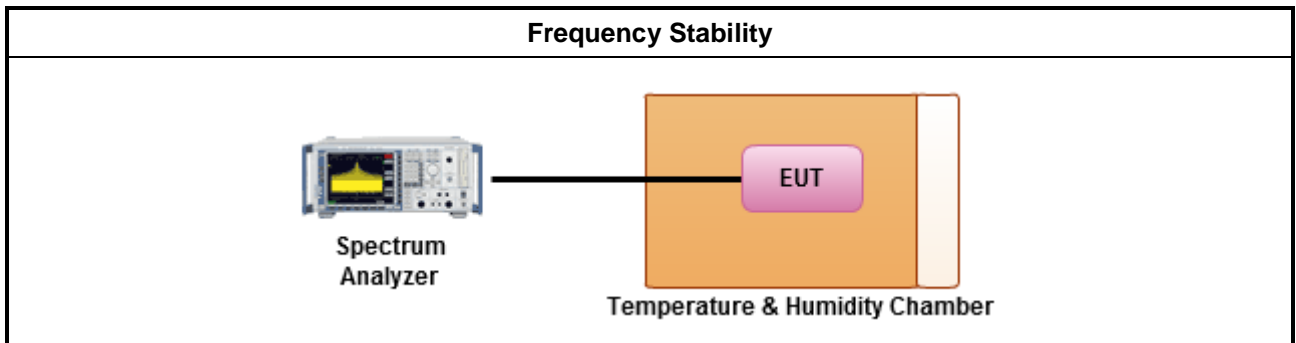 Frequency Stability
EUT
Spectrum
Analyzer
Temperature & Humidity Chamber